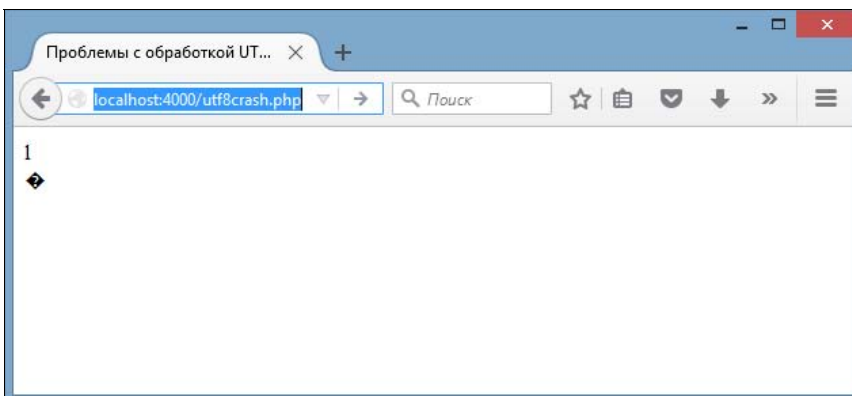 Проблемы с обработкой UT...
localhost:4000/utf8crash.php
Поиск
1
�